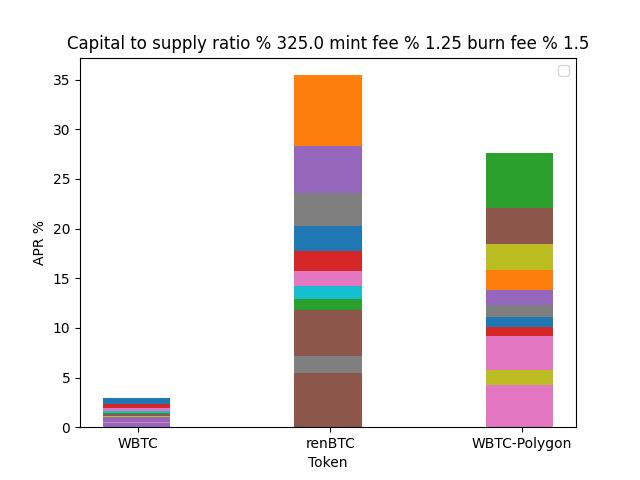 Capital to supply ratio % 325.0 mint fee % 1.25 burn fee % 1.5
35
30
25
20
15
10
5
0
APR %
WBTC renBTC WBTC-Polygon
Token